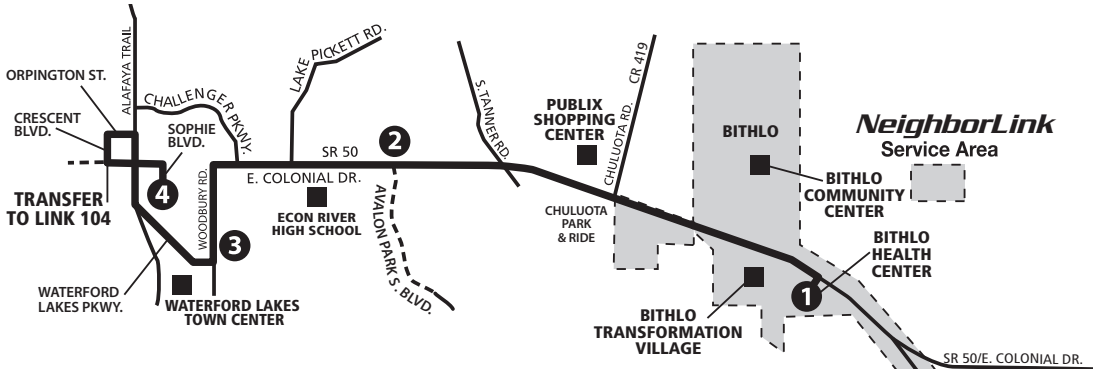 ORPINGTON ST.
ALAFAYA TRAIL
CRESCENT
BLVD.
CHALLENGER PKWY.
SOPHIE
BLVD.
4
TRANSFER
TO LINK 104
WOODBURY RD.
3
WATERFORD
LAKES PKWY.
WATERFORD LAKES
TOWN CENTER
LAKE PICKETT RD.
SR 50
E. COLONIAL DR.
2
ECON RIVER
HIGH SCHOOL
AVALON PARK S. BLVD.
S. TANNER RD.
PUBLIX
SHOPPING
CENTER
CHULUOTA RD.
CR 419
CHULUOTA
PARK
& RIDE
BITHLO
NeighborLink
Service Area
BITHLO
COMMUNITY
CENTER
BITHLO
HEALTH
CENTER
1
BITHLO
TRANSFORMATION
VILLAGE
SR 50/E. COLONIAL DR.